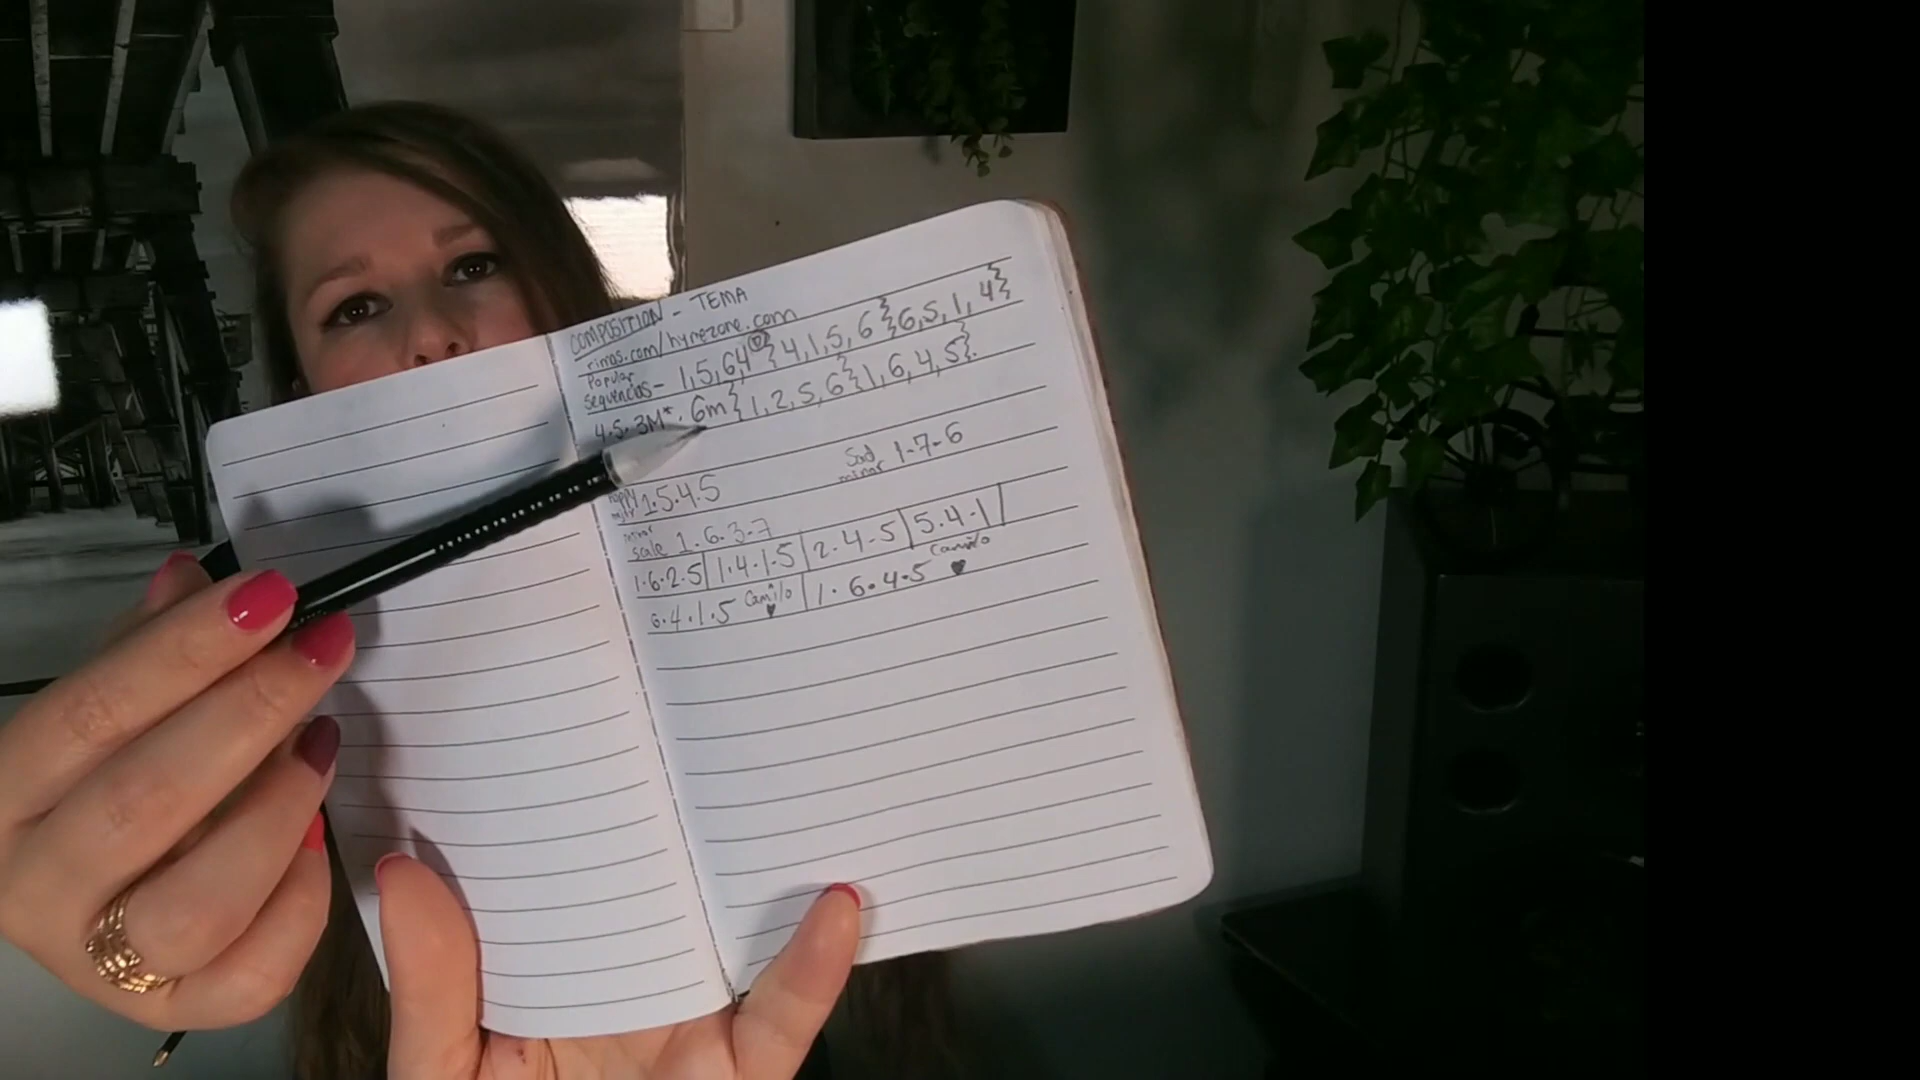 COMPOSITION - TEMA
rimas.com/hymezone.com
Popular
sequencias - 1,5,6,4 } 4,1,5,6 } 6,5,1,4 }
4.5.3M*.6m } 1,2,5,6 } 1,6,4,5 }.
Sad
minor 1-7-6
happy
major 1.5.4.5
minor
scale 1.6.3-7
1.6.2.5 | 1.4.1.5 | 2.4.5 | 5.4.1 /
6.4.1.5 Camilo ♥ | 1.6.4.5 Camilo ♥